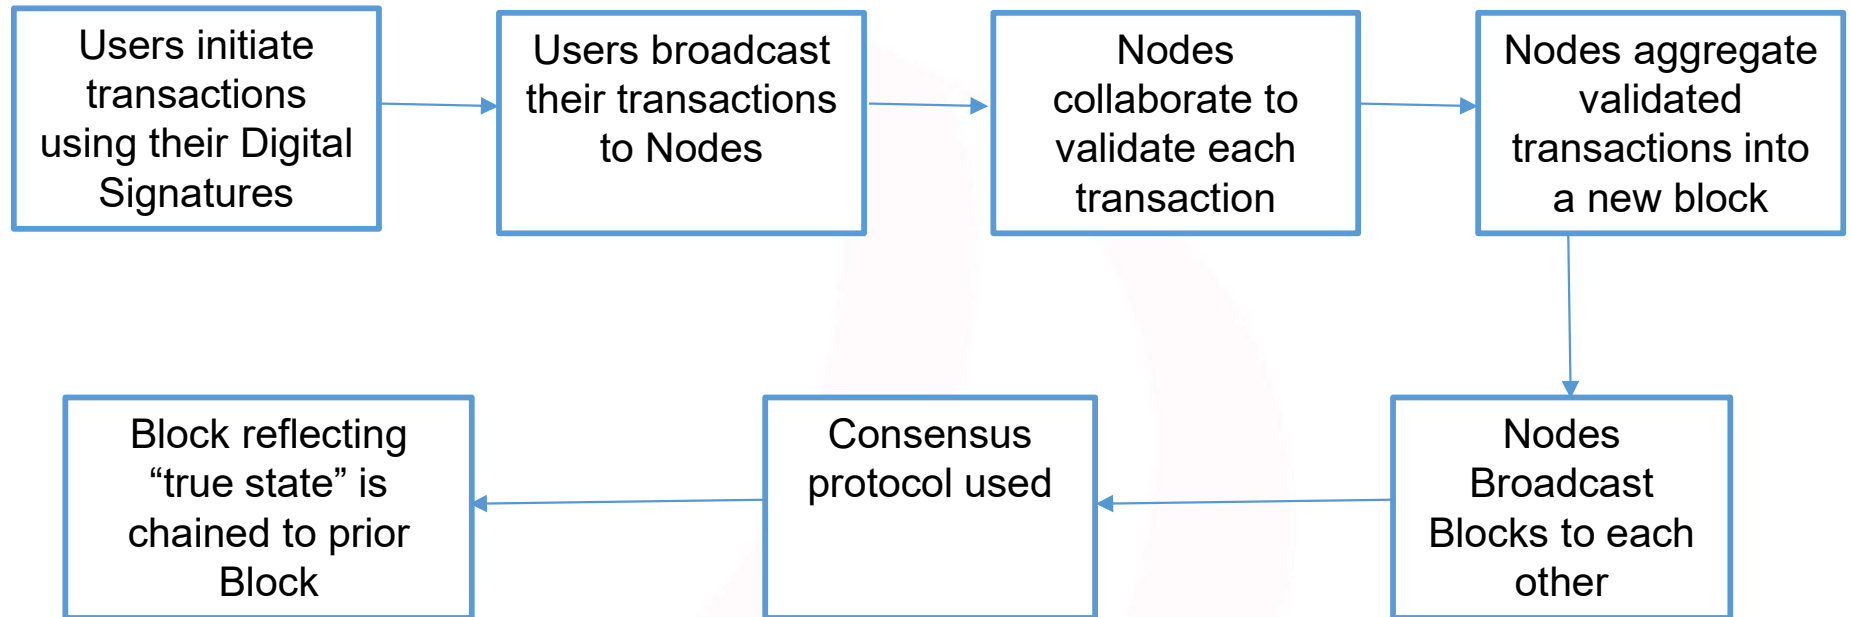 Users initiate
transactions
using their Digital
Signatures
Users broadcast
their transactions
to Nodes
Nodes
collaborate to
validate each
transaction
Nodes aggregate
validated
transactions into
a new block
Nodes
Broadcast
Blocks to each
other
Consensus
protocol used
Block reflecting
“true state” is
chained to prior
Block